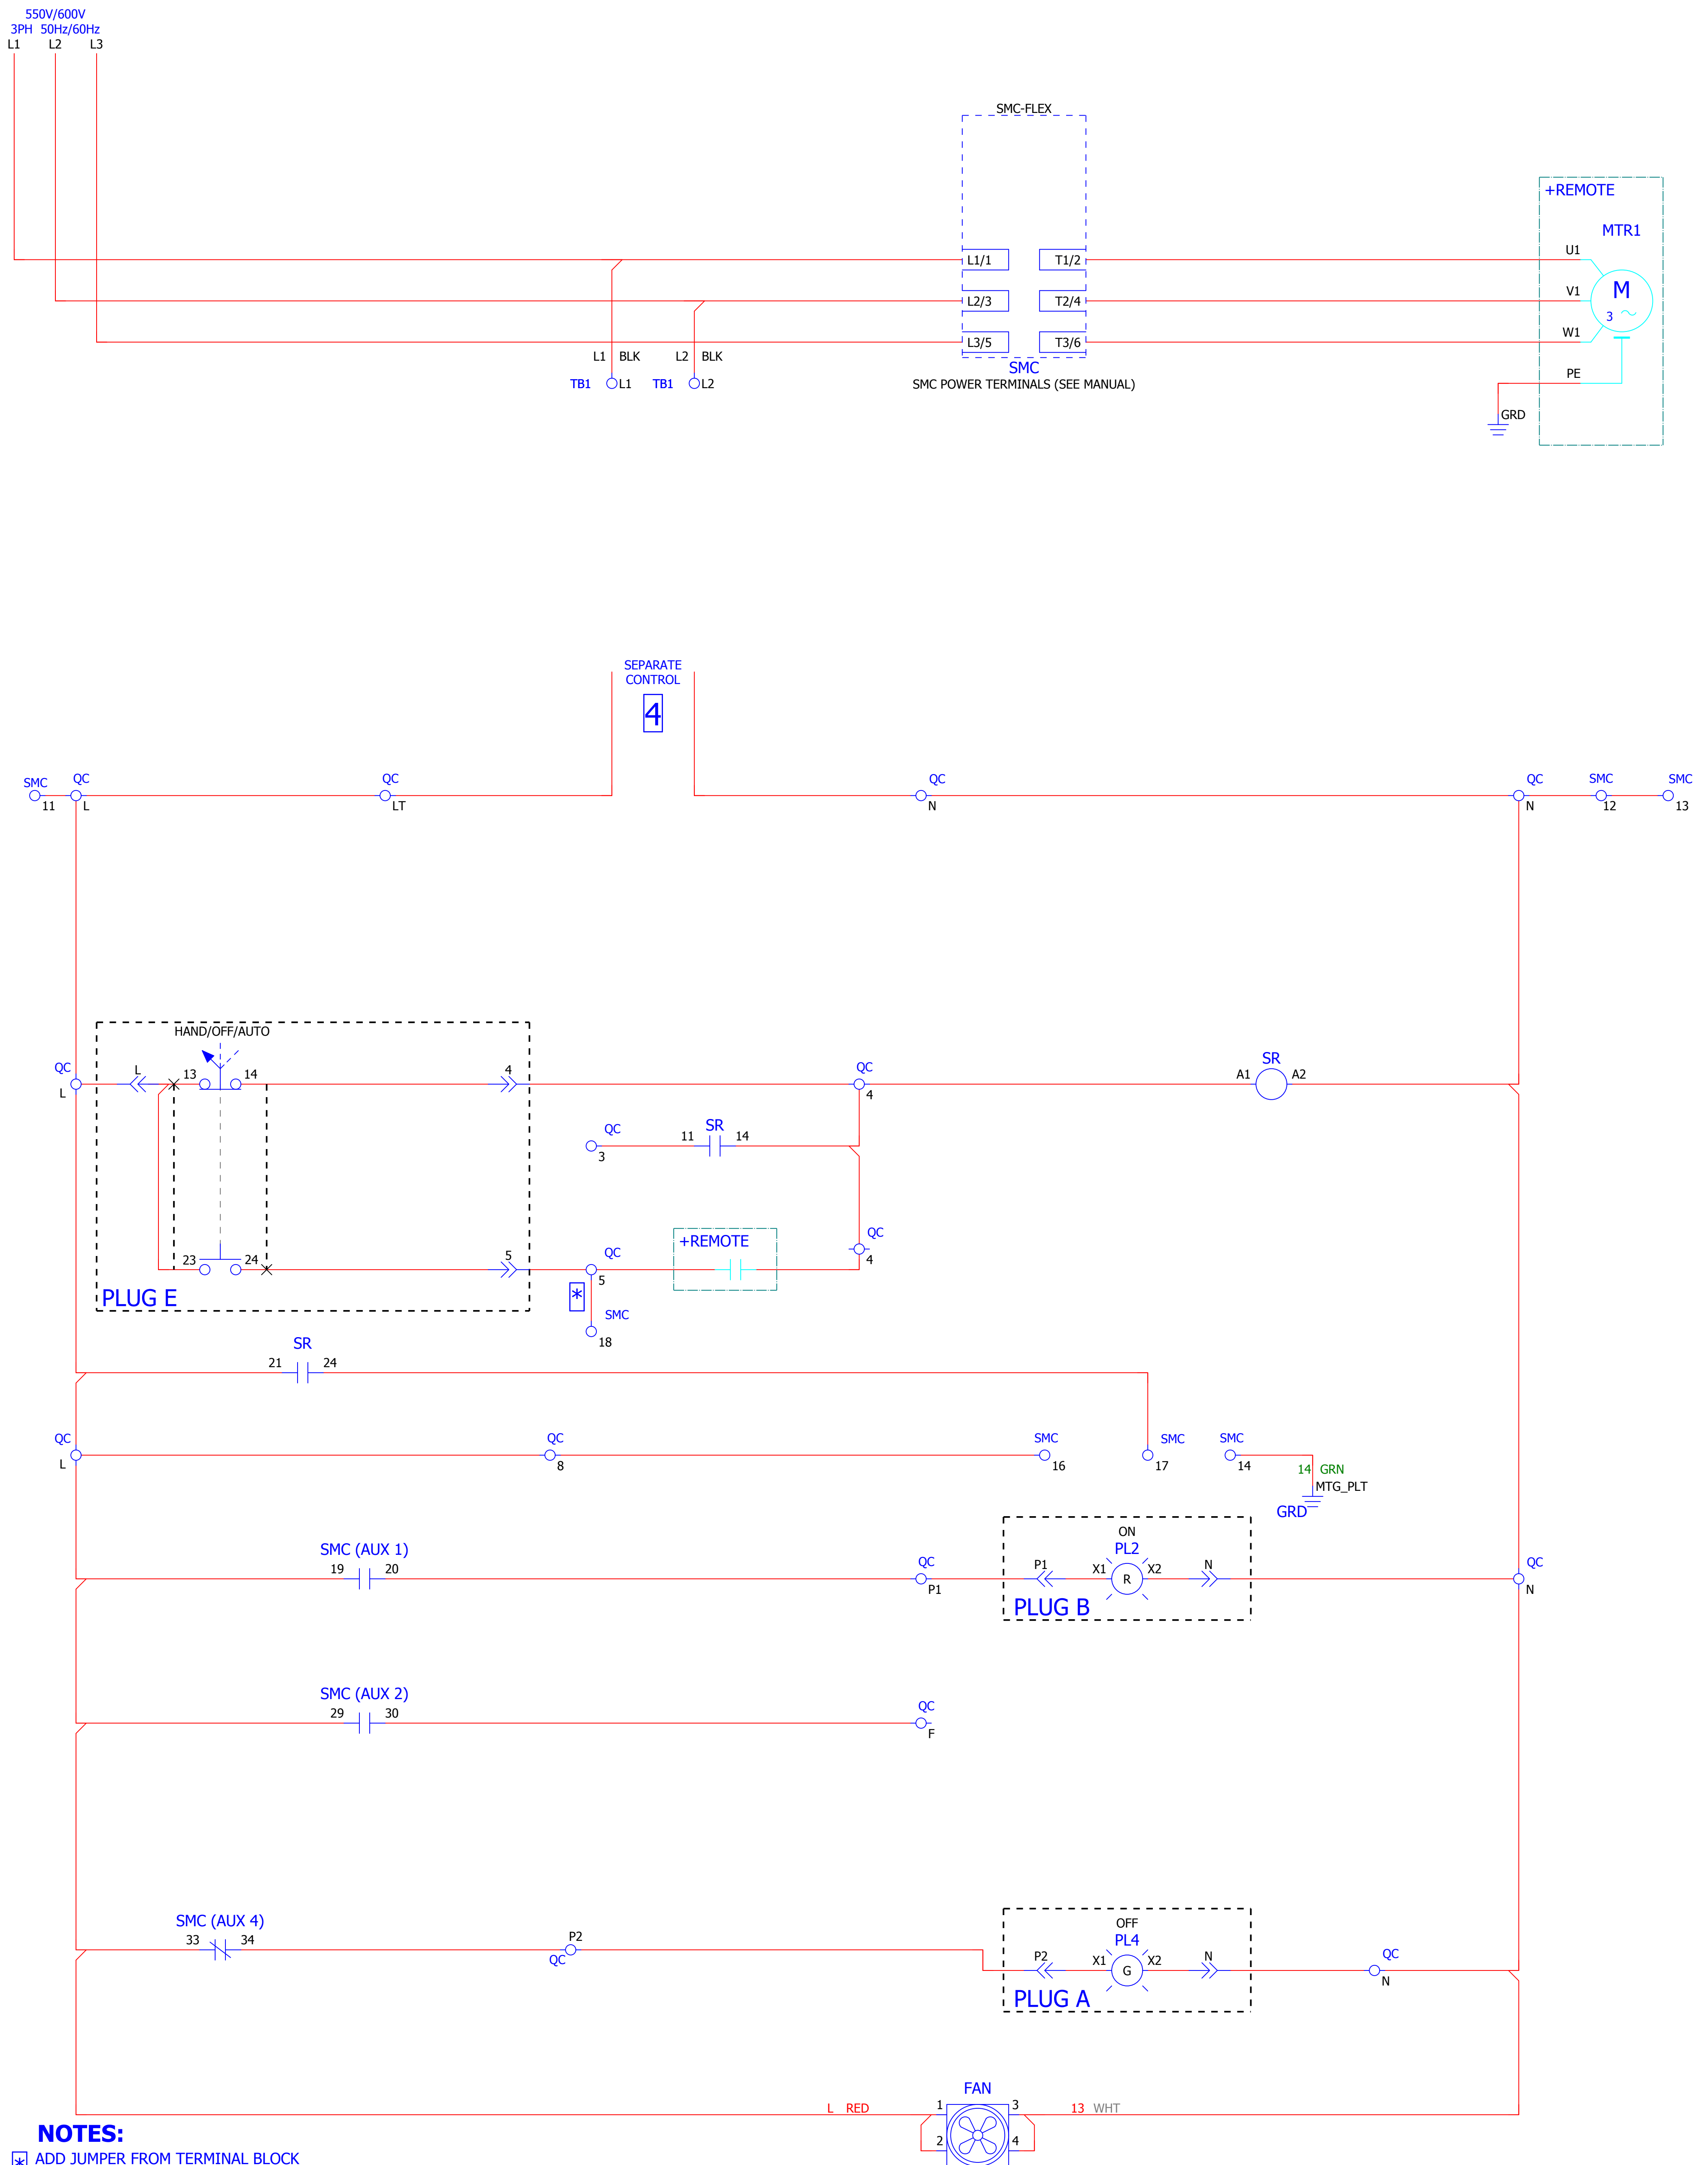 550V/600V
3PH 50Hz/60Hz
L1 L2 L3
SMC-FLEX
+REMOTE
MTR1
U1
L1/1 T1/2
M
3
V1
L2/3 T2/4
W1
L3/5 T3/6
L1 BLK L2 BLK
SMC
PE
TB1 L1 TB1 L2
SMC POWER TERMINALS (SEE MANUAL)
GRD
SEPARATE
CONTROL
4
SMC QC QC QC QC SMC SMC
11 L LT N N 12 13
HAND/OFF/AUTO
QC L 13 14 4 QC SR
L 4 A1 A2
QC SR
3 11 14
QC
4
+REMOTE
23 24 5 QC
5
PLUG E
*
SMC
18
SR
21 24
QC QC SMC SMC SMC
L 8 16 17 14
14 GRN
MTG_PLT
GRD
ON
SMC (AUX 1) PL2
19 20 QC P1 X1 R X2 N QC
P1 N
PLUG B
SMC (AUX 2)
29 30 QC
F
SMC (AUX 4) OFF
33 34 P2 PL4
QC P2 X1 G X2 N QC
N
PLUG A
FAN
L RED 1 3 13 WHT
2 4
NOTES:
* ADD JUMPER FROM TERMINAL BLOCK